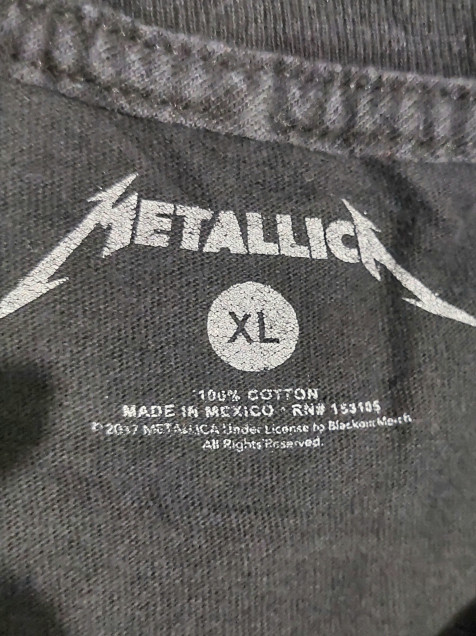 METALLICA
XL
100% COTTON
MADE IN MEXICO · RN# 153105
© 2017 METALLICA Under License to Blackout Merch
All Rights Reserved.